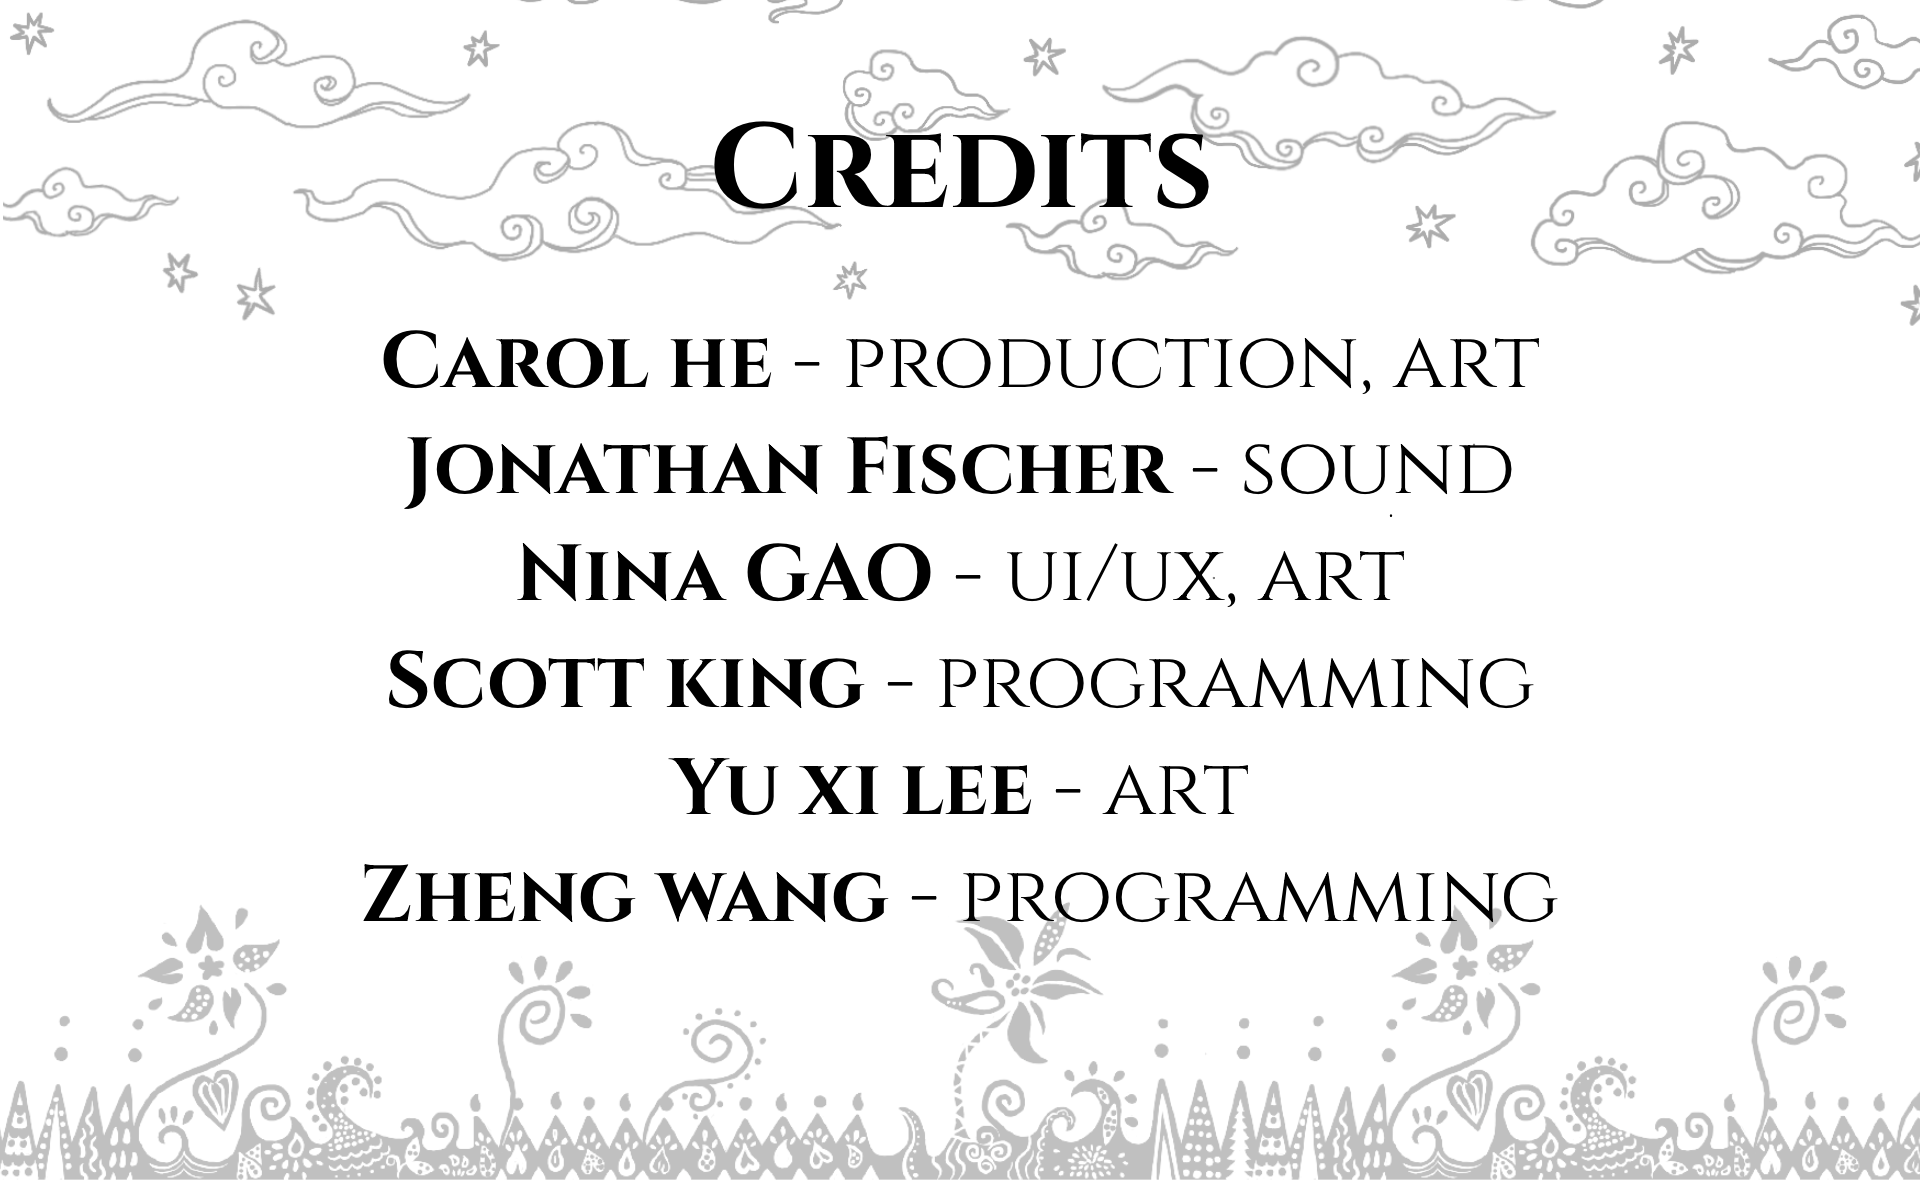 Credits
Carol he - production, art
Jonathan Fischer - sound
Nina GAO - UI/UX, art
Scott king - programming
Yu xi lee - art
Zheng wang - programming